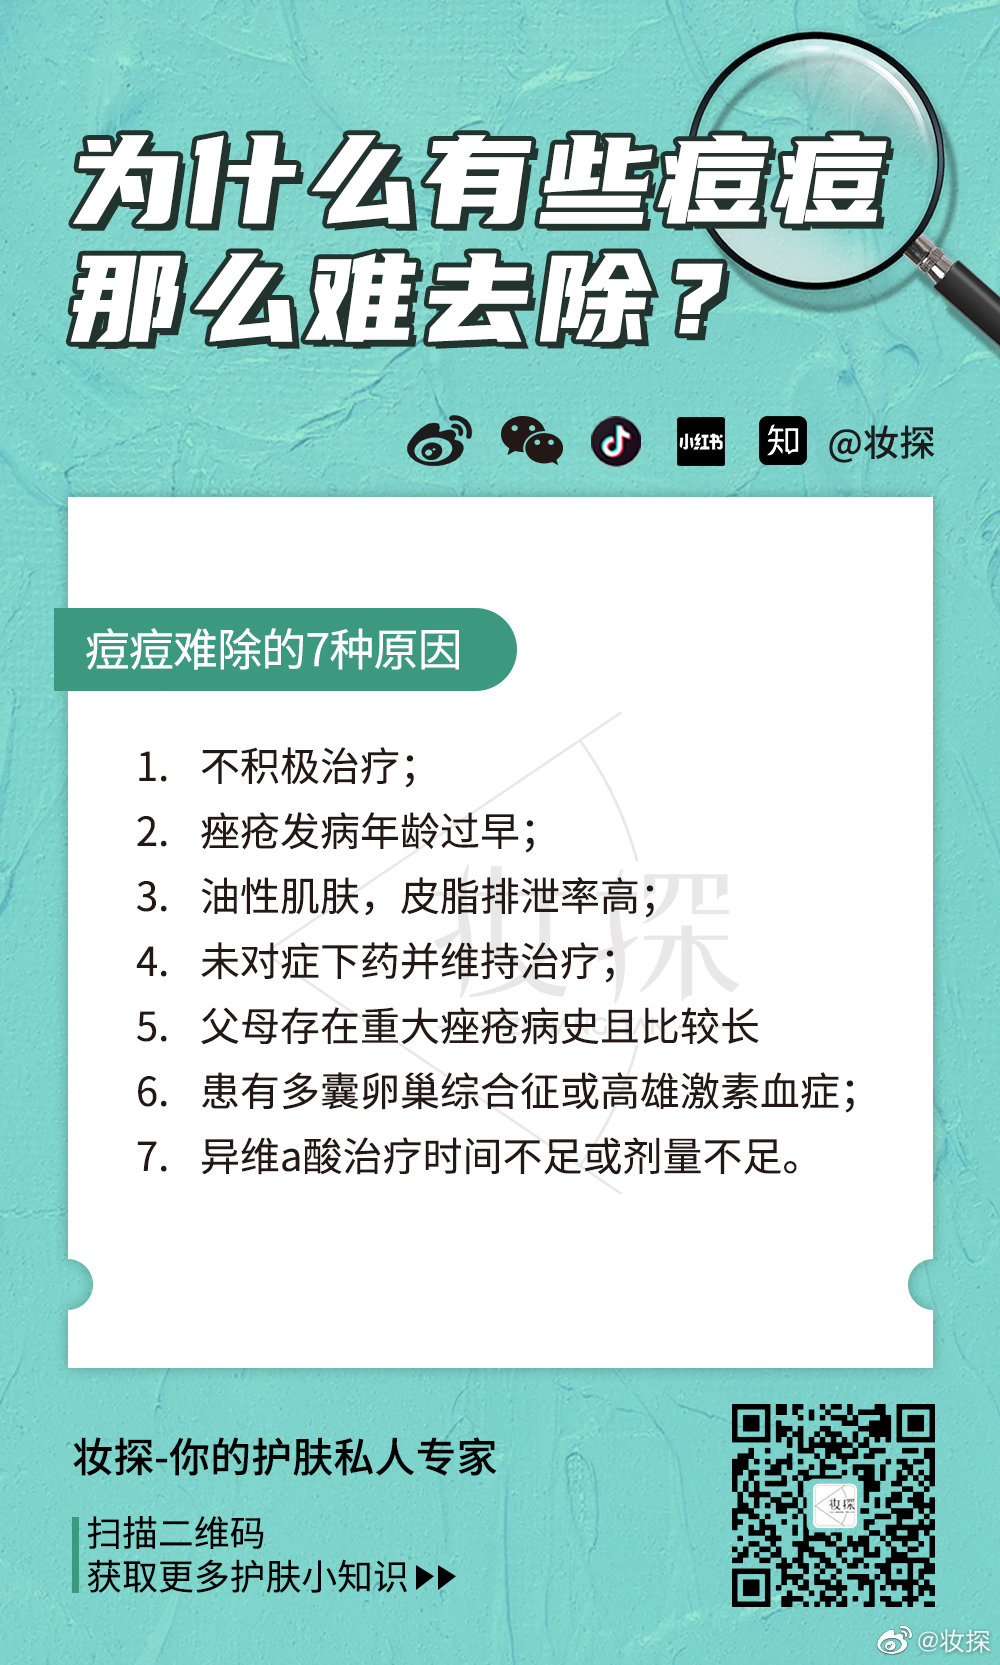 为什么有些痘痘
那么难去除？
小红书 知 @妆探
痘痘难除的7种原因
1. 不积极治疗；
2. 痤疮发病年龄过早；
3. 油性肌肤，皮脂排泄率高；
4. 未对症下药并维持治疗；
5. 父母存在重大痤疮病史且比较长
6. 患有多囊卵巢综合征或高雄激素血症；
7. 异维a酸治疗时间不足或剂量不足。
妆探
妆探-你的护肤私人专家
扫描二维码
获取更多护肤小知识
妆探
@妆探